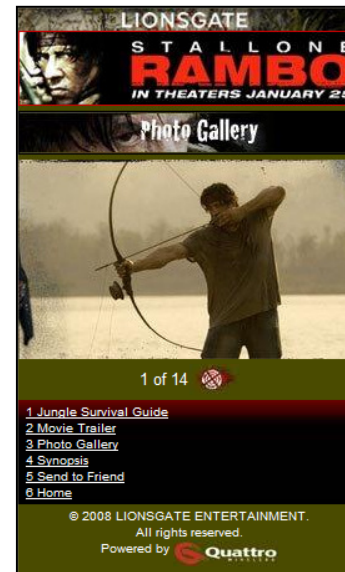 LIONSGATE
STALLONE
RAMBO
IN THEATERS JANUARY 25
Photo Gallery
1 of 14
1 Jungle Survival Guide
2 Movie Trailer
3 Photo Gallery
4 Synopsis
5 Send to Friend
6 Home
© 2008 LIONSGATE ENTERTAINMENT.
All rights reserved.
Powered by Quattro
WIRELESS